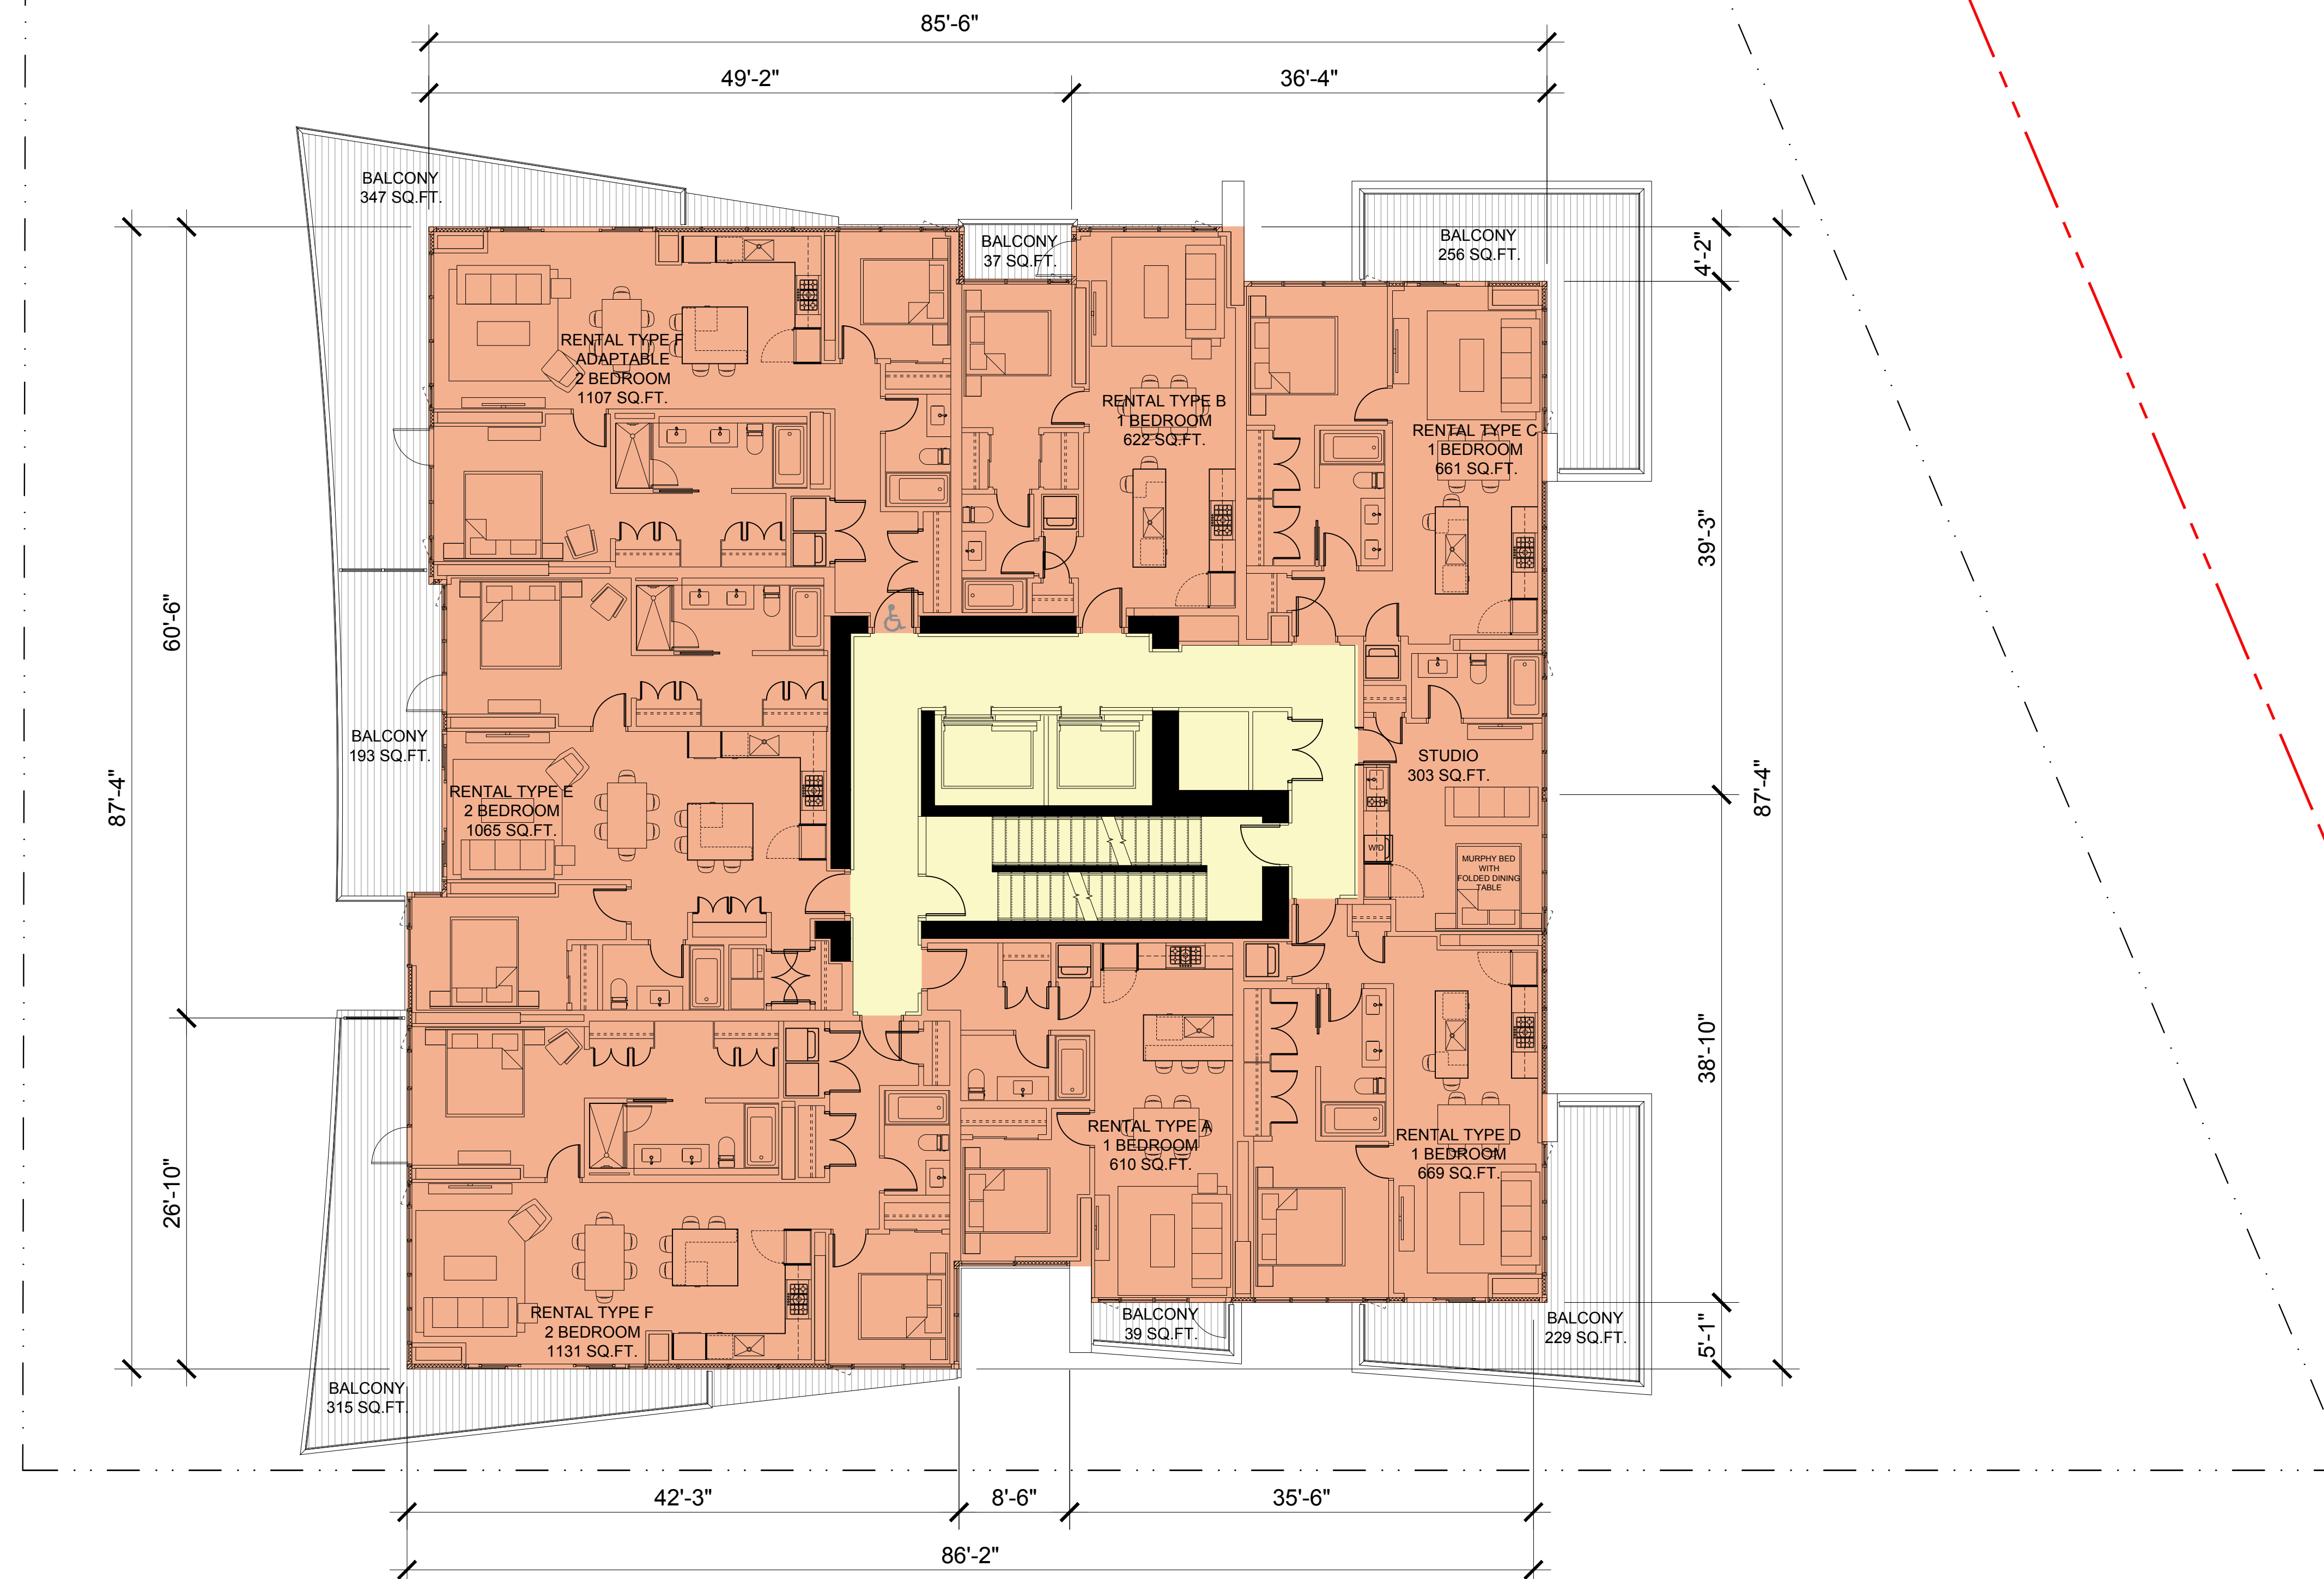 85'-6"
49'-2"
36'-4"
BALCONY
347 SQ.FT.
BALCONY
37 SQ.FT.
BALCONY
256 SQ.FT.
4'-2"
RENTAL TYPE F
ADAPTABLE
2 BEDROOM
1107 SQ.FT.
RENTAL TYPE B
1 BEDROOM
622 SQ.FT.
RENTAL TYPE C
1 BEDROOM
661 SQ.FT.
39'-3"
60'-6"
87'-4"
BALCONY
193 SQ.FT.
RENTAL TYPE E
2 BEDROOM
1065 SQ.FT.
STUDIO
303 SQ.FT.
W/D
MURPHY BED
WITH
FOLDED DINING
TABLE
87'-4"
38'-10"
26'-10"
RENTAL TYPE A
1 BEDROOM
610 SQ.FT.
RENTAL TYPE D
1 BEDROOM
669 SQ.FT.
RENTAL TYPE F
2 BEDROOM
1131 SQ.FT.
BALCONY
39 SQ.FT.
BALCONY
229 SQ.FT.
5'-1"
BALCONY
315 SQ.FT.
42'-3"
8'-6"
35'-6"
86'-2"